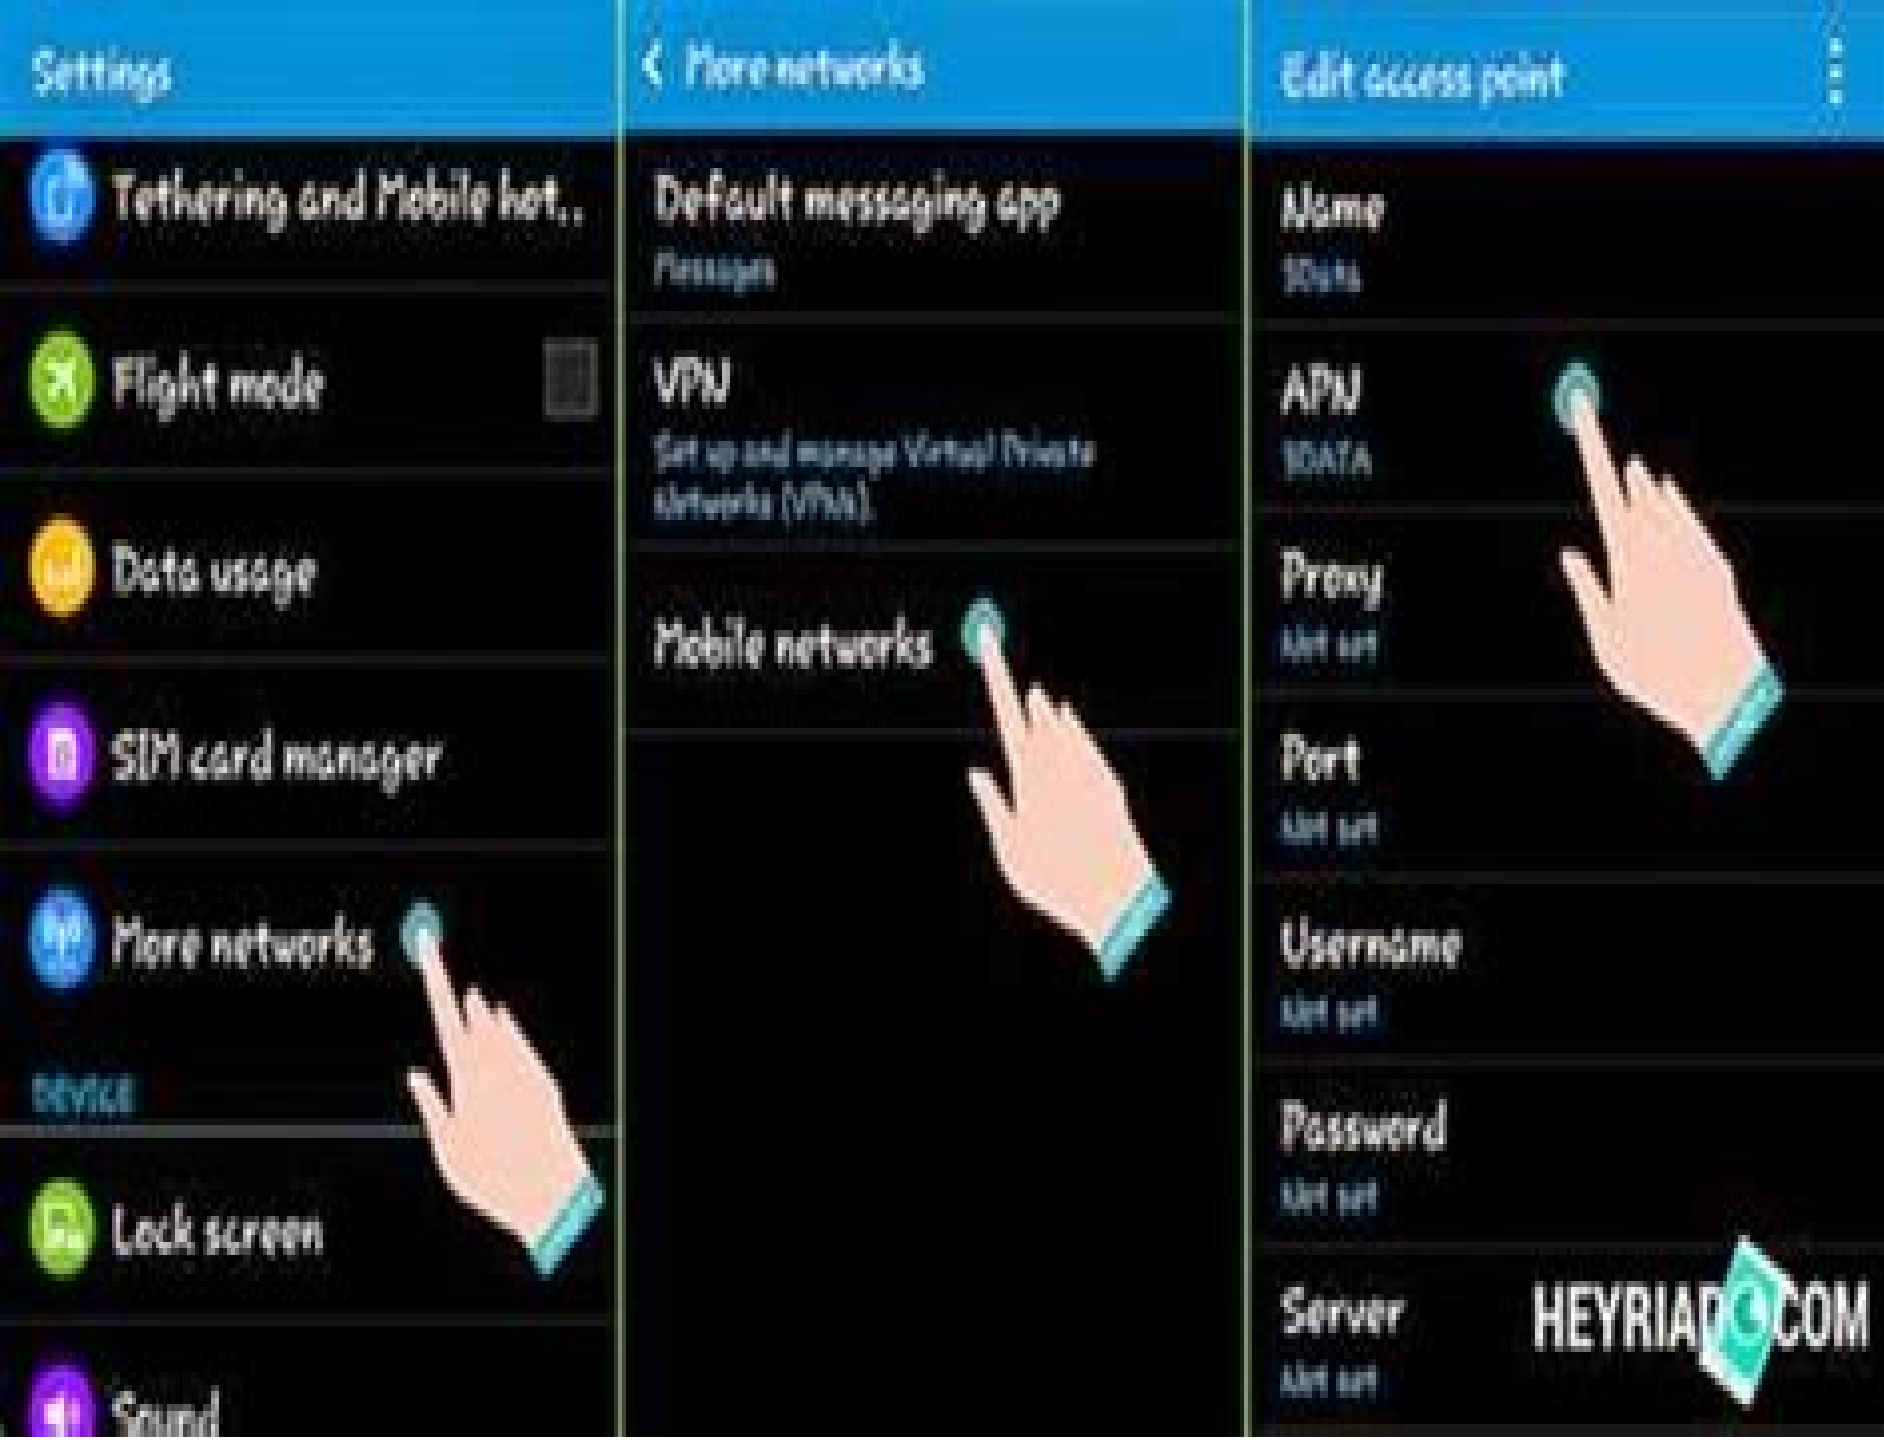 Settings
Tethering and Mobile hot..
Flight mode
Data usage
SIM card manager
More networks
DEVICE
Lock screen
Sound
More networks
Default messaging app
Messages
VPN
Set up and manage Virtual Private
Networks (VPNs).
Mobile networks
Edit access point
Name
APN
Proxy
Not set
Port
Not set
Username
Not set
Password
Not set
Server
Not set